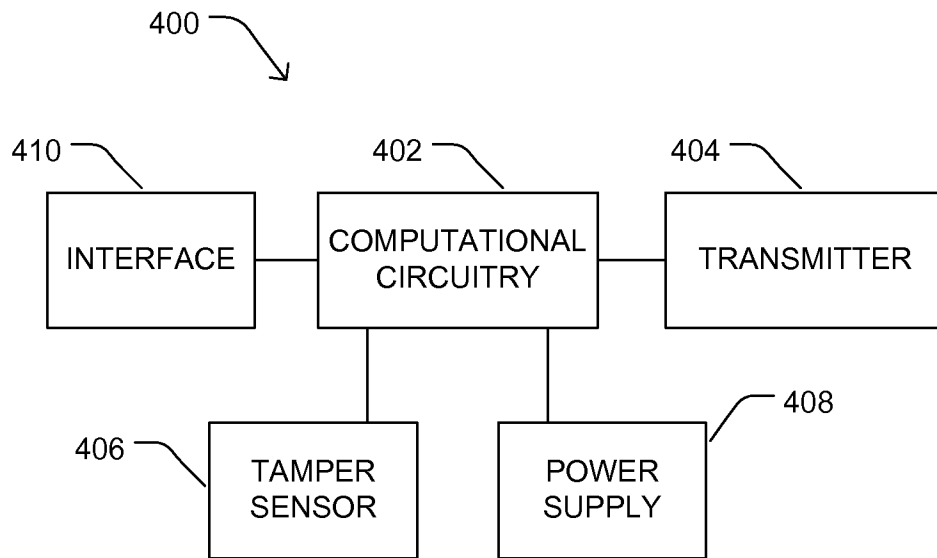 400
410
402
404
INTERFACE
COMPUTATIONAL
CIRCUITRY
TRANSMITTER
406
TAMPER
SENSOR
POWER
SUPPLY
408